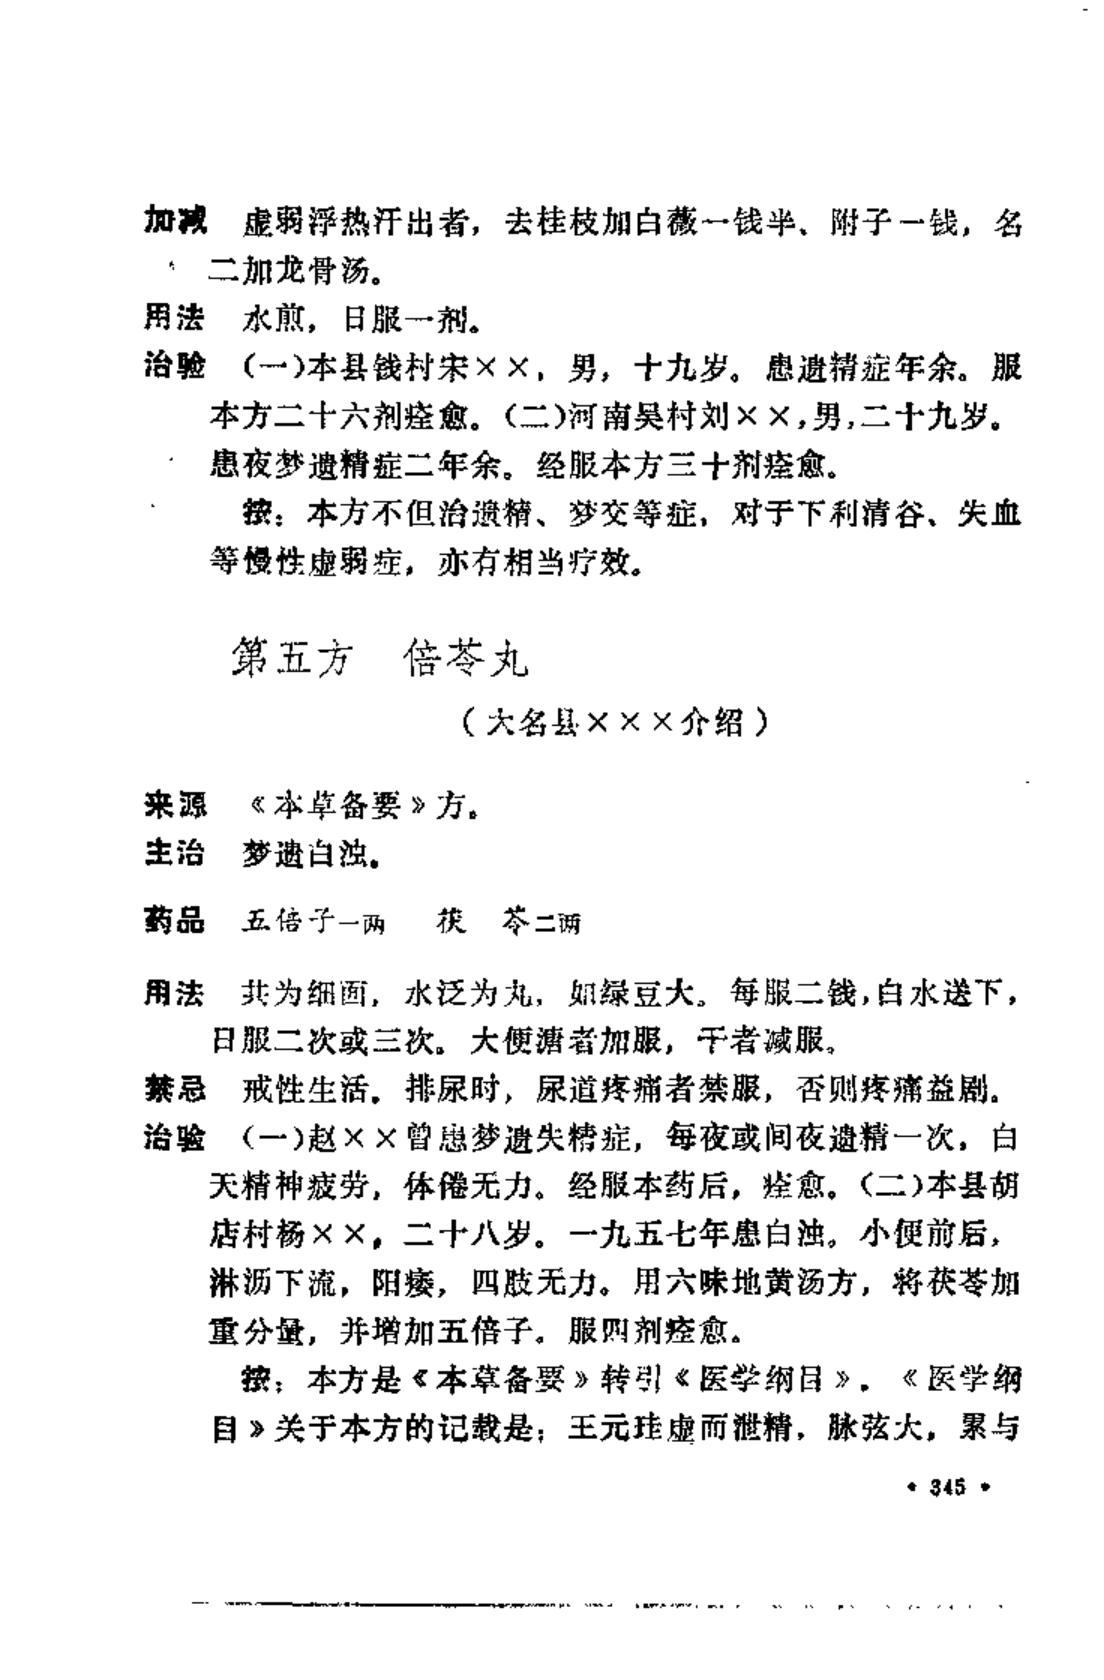 加减 虚弱浮热汗出者，去桂枝加白薇一钱半、附子一钱，名
二加龙骨汤。
用法 水煎，日服一剂。
治验 （一）本县钱村宋××，男，十九岁。患遗精症年余。服
本方二十六剂痊愈。（二）河南吴村刘××，男，二十九岁。
患夜梦遗精症二年余。经服本方三十剂痊愈。
按：本方不但治遗精、梦交等症，对于下利清谷、失血
等慢性虚弱症，亦有相当疗效。
第五方 倍苓丸
（大名县×××介绍）
来源 《本草备要》方。
主治 梦遗白浊。
药品 五倍子一两 茯 苓二两
用法 共为细面，水泛为丸，如绿豆大。每服二钱，白水送下，
日服二次或三次。大便溏者加服，干者减服。
禁忌 戒性生活。排尿时，尿道疼痛者禁服，否则疼痛益剧。
治验 （一）赵××曾患梦遗失精症，每夜或间夜遗精一次，白
天精神疲劳，体倦无力。经服本药后，痊愈。（二）本县胡
店村杨××，二十八岁。一九五七年患白浊。小便前后，
淋沥下流，阳痿，四肢无力。用六味地黄汤方，将茯苓加
重分量，并增加五倍子。服四剂痊愈。
按：本方是《本草备要》转引《医学纲目》。《医学纲
目》关于本方的记载是：王元珪虚而泄精，脉弦大，累与
• 345 •